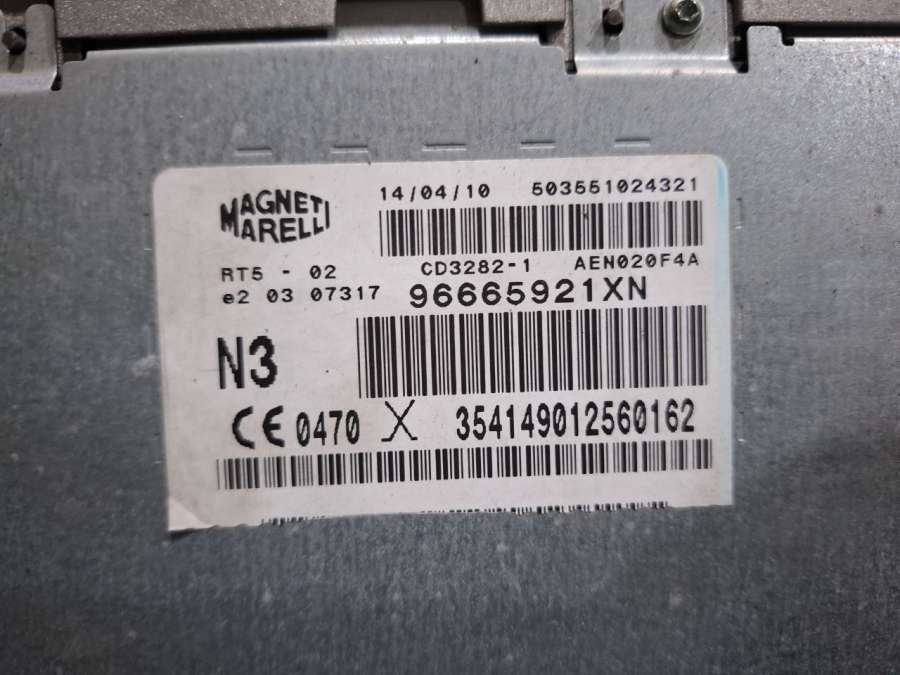 MAGNETI
MARELLI
14/04/10 503551024321
RT5 - 02 CD3282-1 AEN020F4A
e2 03 07317 96665921XN
N3
CE 0470 X 354149012560162